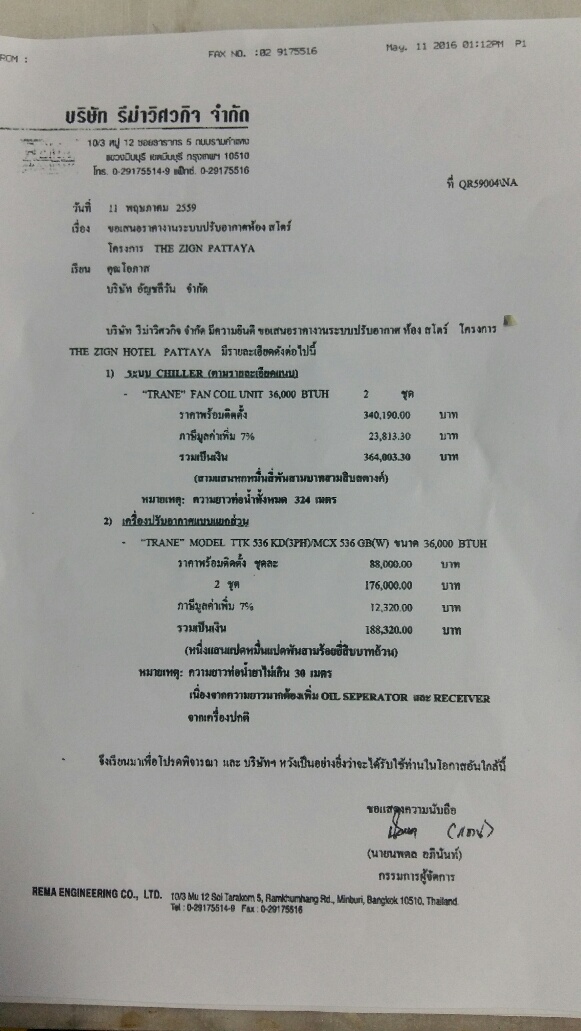 ROM :
FAX NO. :02 9175516
May. 11 2016 01:12PM P1
บริษัท รีม่าวิศวกิจ จำกัด
10/3 หมู่ 12 ซอยธารากร 5 ถนนรามคำแหง
แขวงมีนบุรี เขตมีนบุรี กรุงเทพฯ 10510
โทร. 0-29175514-9 แฟ็กซ์. 0-29175516
ที่ QR59004\NA
วันที่ 11 พฤษภาคม 2559
เรื่อง ขอเสนอราคางานระบบปรับอากาศห้อง สโตร์
โครงการ THE ZIGN PATTAYA
เรียน คุณโอภาส
บริษัท อัญชลีวัน จำกัด
บริษัท รีม่าวิศวกิจ จำกัด มีความยินดี ขอเสนอราคางานระบบปรับอากาศ ห้อง สโตร์ โครงการ
THE ZIGN HOTEL PATTAYA มีรายละเอียดดังต่อไปนี้
1) ระบบ CHILLER (ตามรายละเอียดแนบ)
- "TRANE" FAN COIL UNIT 36,000 BTUH 2 ชุด
ราคาพร้อมติดตั้ง 340,190.00 บาท
ภาษีมูลค่าเพิ่ม 7% 23,813.30 บาท
รวมเป็นเงิน 364,003.30 บาท
(สามแสนหกหมื่นสี่พันสามบาทสามสิบสตางค์)
หมายเหตุ: ความยาวท่อน้ำทั้งหมด 324 เมตร
2) เครื่องปรับอากาศแบบแยกส่วน
- "TRANE" MODEL TTK 536 KD(3PH)/MCX 536 GB(W) ขนาด 36,000 BTUH
ราคาพร้อมติดตั้ง ชุดละ 88,000.00 บาท
2 ชุด 176,000.00 บาท
ภาษีมูลค่าเพิ่ม 7% 12,320.00 บาท
รวมเป็นเงิน 188,320.00 บาท
(หนึ่งแสนแปดหมื่นแปดพันสามร้อยยี่สิบบาทถ้วน)
หมายเหตุ: ความยาวท่อน้ำยาไม่เกิน 30 เมตร
เนื่องจากความยาวมากต้องเพิ่ม OIL SEPERATOR และ RECEIVER
จากเครื่องปกติ
จึงเรียนมาเพื่อโปรดพิจารณา และ บริษัทฯ หวังเป็นอย่างยิ่งว่าจะได้รับใช้ท่านในโอกาสอันใกล้นี้
ขอแสดงความนับถือ
(นายนพดล อภินันท์)
กรรมการผู้จัดการ
REMA ENGINEERING CO., LTD. 10/3 Mu 12 Soi Tarakorn 5, Ramkhumhang Rd., Minburi, Bangkok 10510, Thailand.
Tel : 0-29175514-9 Fax : 0-29175516